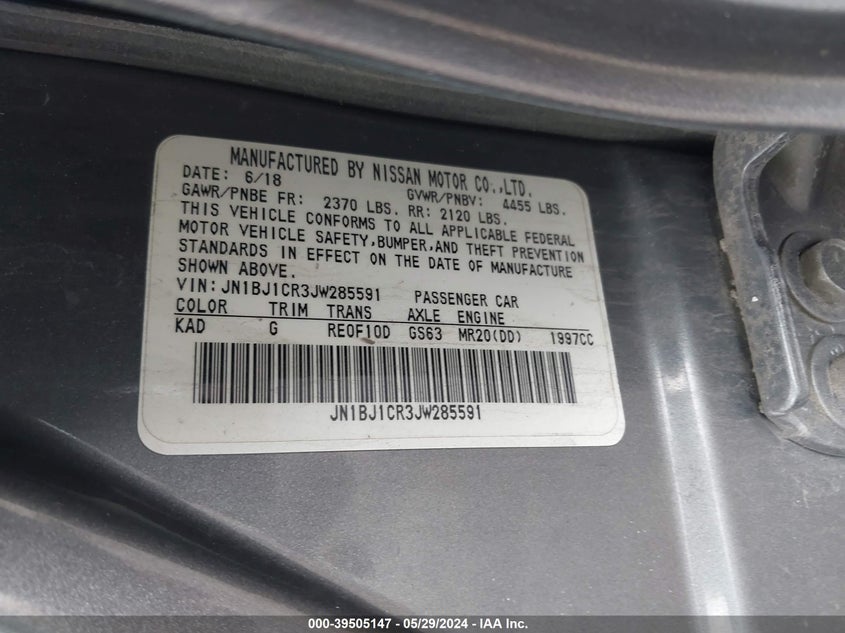 MANUFACTURED BY NISSAN MOTOR CO.,LTD.
DATE: 6/18 GVWR/PNBV: 4455 LBS.
GAWR/PNBE FR: 2370 LBS. RR: 2120 LBS.
THIS VEHICLE CONFORMS TO ALL APPLICABLE FEDERAL
MOTOR VEHICLE SAFETY,BUMPER,AND THEFT PREVENTION
STANDARDS IN EFFECT ON THE DATE OF MANUFACTURE
SHOWN ABOVE.
VIN:JN1BJ1CR3JW285591 PASSENGER CAR
COLOR TRIM TRANS AXLE ENGINE
KAD G RE0F10D GS63 MR20(DD) 1997CC
JN1BJ1CR3JW285591
000-39505147 - 05/29/2024 - IAA Inc.